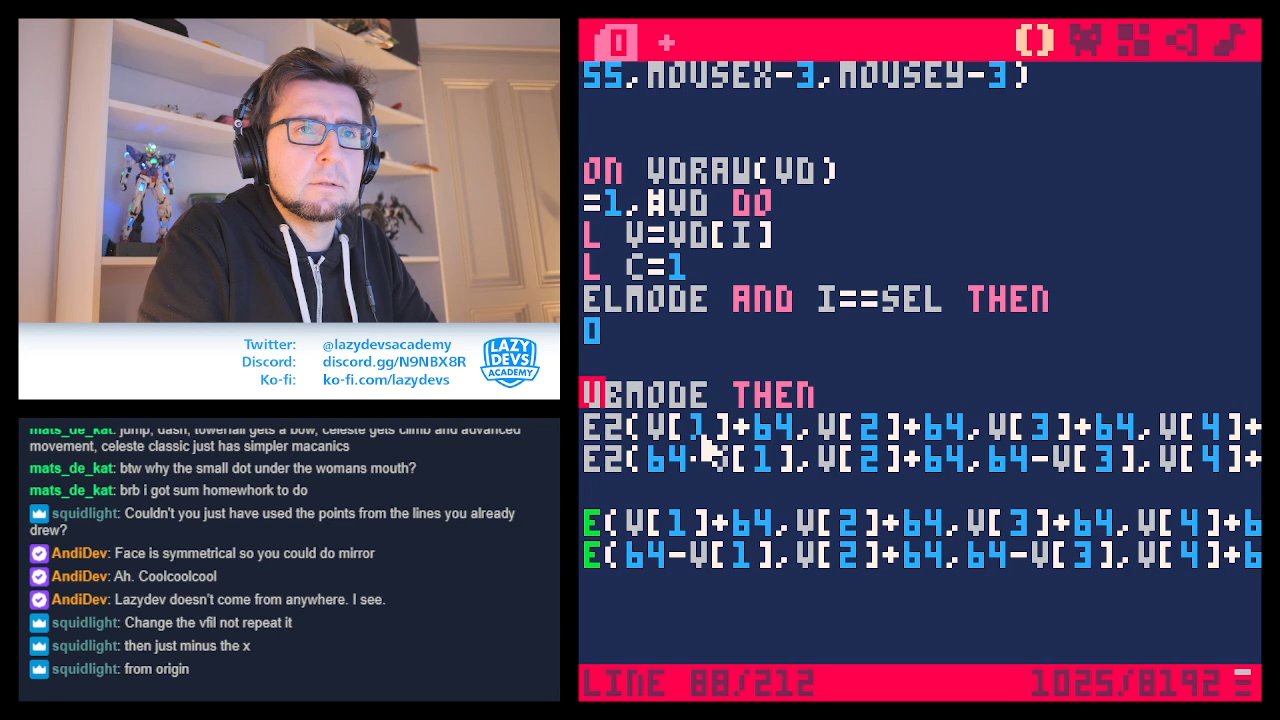 Twitter: @lazydevsacademy
Discord: discord.gg/N9NBX8R
Ko-fi: ko-fi.com/lazydevs
LAZY
DEVS
ACADEMY
mats_de_kat: jump, dash, towerfall gets a bow, celeste gets climb and advanced
movement, celeste classic just has simpler macanics
mats_de_kat: btw why the small dot under the womans mouth?
mats_de_kat: brb i got sum homewhork to do
squidlight: Couldn't you just have used the points from the lines you already
drew?
AndiDev: Face is symmetrical so you could do mirror
AndiDev: Ah. Coolcoolcool
AndiDev: Lazydev doesn't come from anywhere. I see.
squidlight: Change the vfil not repeat it
squidlight: then just minus the x
squidlight: from origin
0 +
SS,MOUSEX-3,MOUSEY-3)
ON VDRAW(VO)
=1,#VO DO
L V=VO[I]
L C=1
ELMODE AND I==SEL THEN
0
UBMODE THEN
E2(V[1]+64,V[2]+64,V[3]+64,V[4]+
E2(64-V[1],V[2]+64,64-V[3],V[4]+
E(V[1]+64,V[2]+64,V[3]+64,V[4]+6
E(64-V[1],V[2]+64,64-V[3],V[4]+6
LINE 88/212 1025/8192